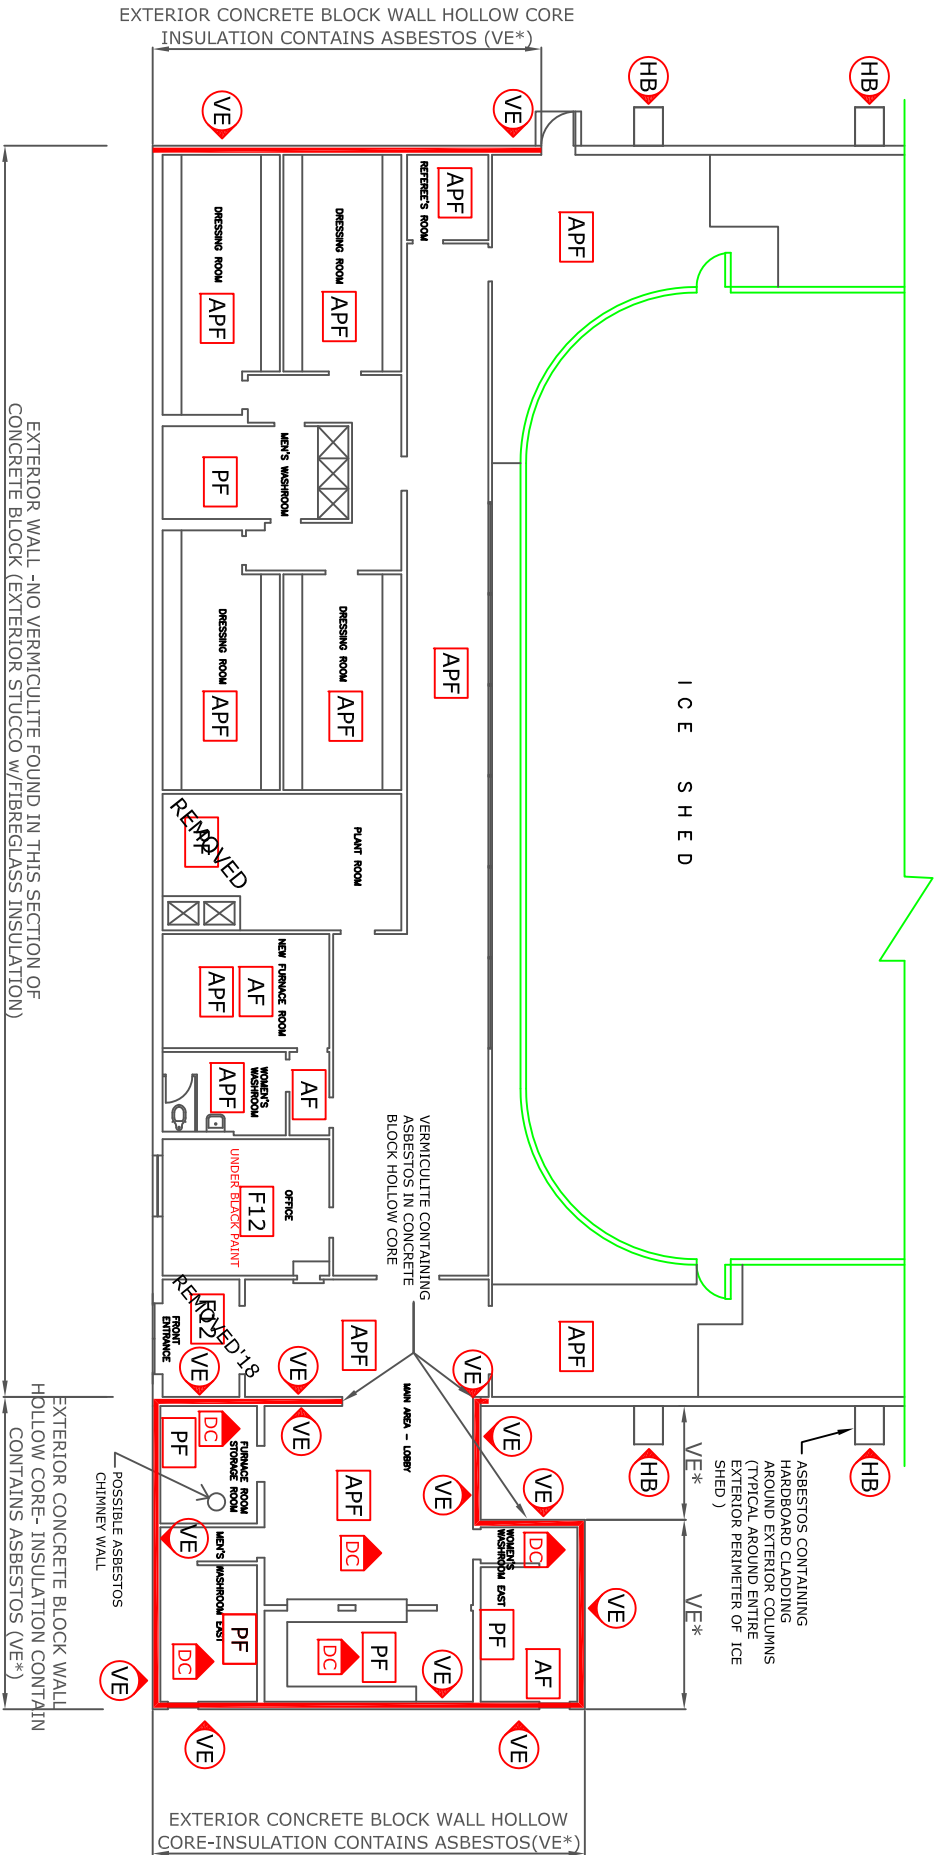 EXTERIOR CONCRETE BLOCK WALL HOLLOW CORE
INSULATION CONTAINS ASBESTOS (VE*)
HB
HB
VE
VE
REFEREE'S ROOM
APF
APF
DRESSING ROOM
APF
DRESSING ROOM
APF
MEN'S WASHROOM
PF
DRESSING ROOM
APF
DRESSING ROOM
APF
APF
ICE SHED
EXTERIOR WALL -NO VERMICULITE FOUND IN THIS SECTION OF
CONCRETE BLOCK (EXTERIOR STUCCO w/FIBREGLASS INSULATION)
PLANT ROOM
REMOVED
NEW FURNACE ROOM
AF
APF
WOMEN'S
WASHROOM
APF
AF
VERMICULITE CONTAINING
ASBESTOS IN CONCRETE
BLOCK HOLLOW CORE
OFFICE
F12
UNDER BLACK PAINT
F12
REMOVED'18
FRONT
ENTRANCE
VE
VE
APF
VE
APF
MAIN AREA - LOBBY
APF
DC
PF
FURNACE ROOM
STORAGE ROOM
VE
VE
VE
VE
VE*
HB
HB
ASBESTOS CONTAINING
HARDBOARD CLADDING
AROUND EXTERIOR COLUMNS
(TYPICAL AROUND ENTIRE
EXTERIOR PERIMETER OF ICE
SHED )
POSSIBLE ASBESTOS
CHIMNEY WALL
VE
MEN'S WASHROOM EAST
PF
DC
DC
DC
PF
VE
WOMEN'S
WASHROOM EAST
DC
PF
AF
VE
VE*
VE
VE
VE
EXTERIOR CONCRETE BLOCK WALL
HOLLOW CORE- INSULATION CONTAIN
CONTAINS ASBESTOS (VE*)
EXTERIOR CONCRETE BLOCK WALL HOLLOW
CORE-INSULATION CONTAINS ASBESTOS(VE*)